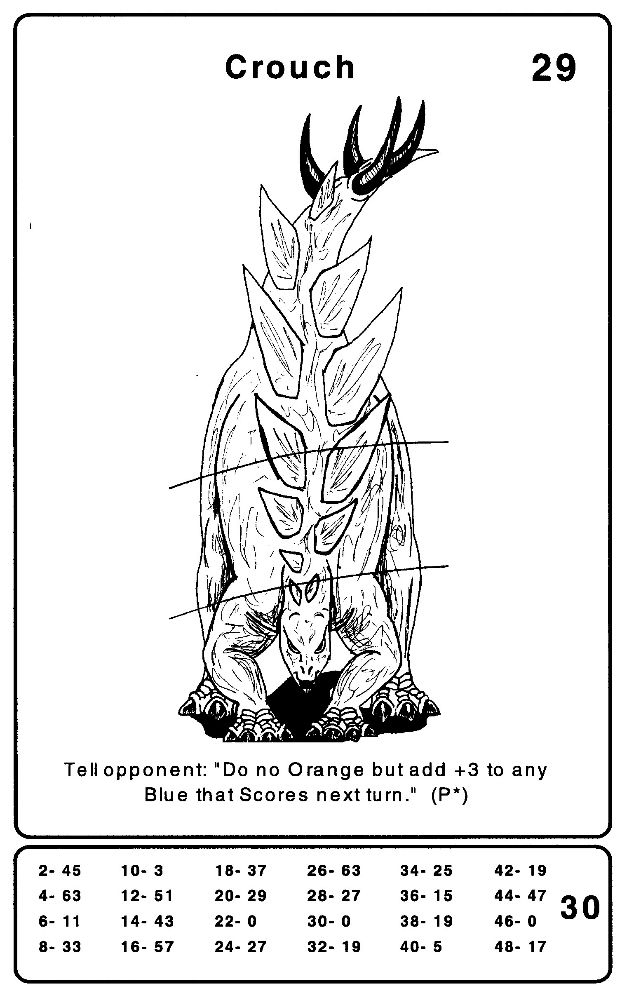 Crouch 29
Tell opponent: "Do no Orange but add +3 to any
Blue that Scores next turn." (P*)
2- 45 10- 3 18- 37 26- 63 34- 25 42- 19
4- 63 12- 51 20- 29 28- 27 36- 15 44- 47
6- 11 14- 43 22- 0 30- 0 38- 19 46- 0
8- 33 16- 57 24- 27 32- 19 40- 5 48- 17
30